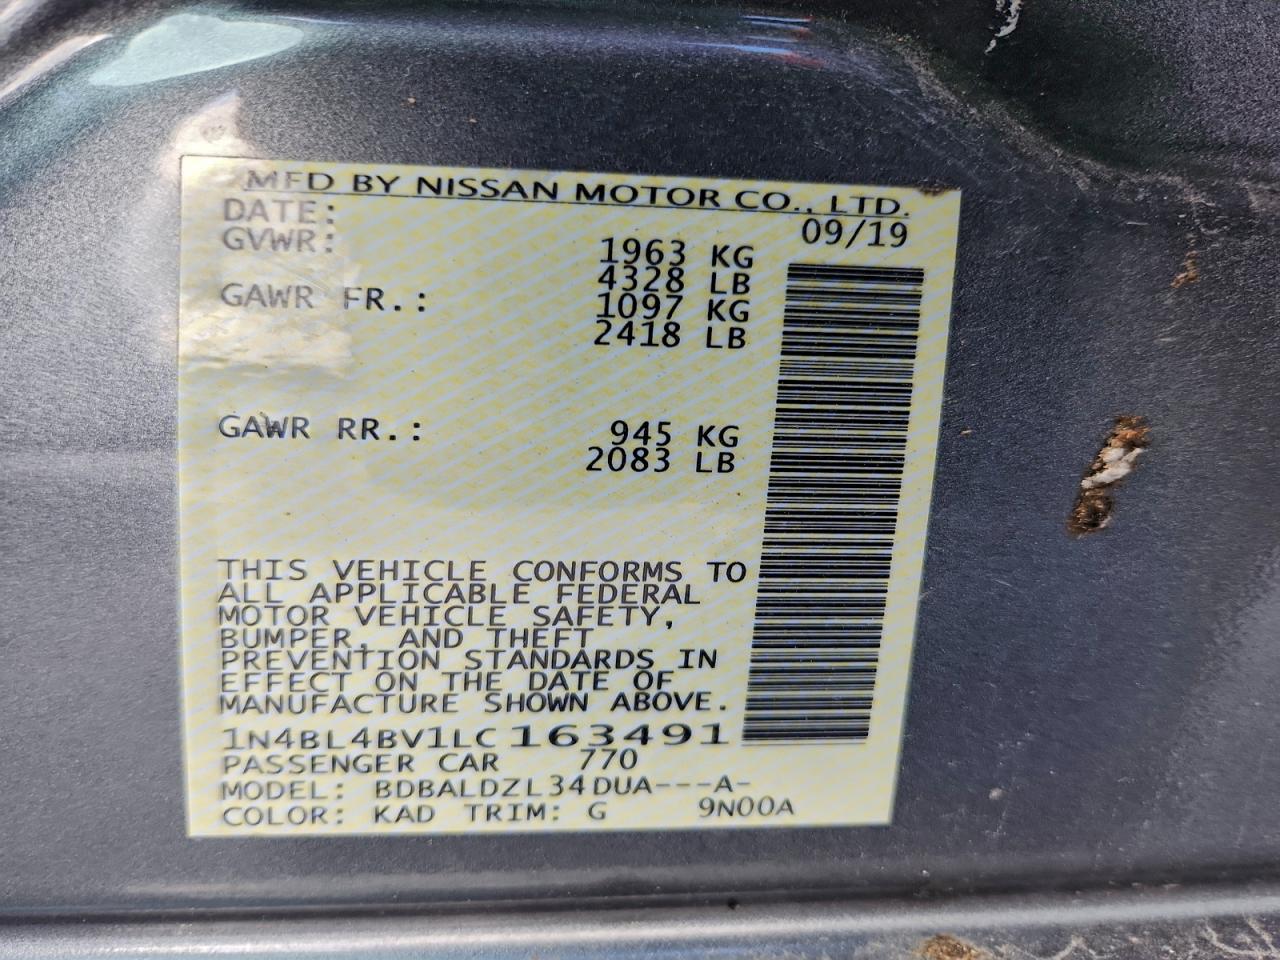 MFD BY NISSAN MOTOR CO., LTD.
DATE: 09/19
GVWR: 1963 KG
4328 LB
GAWR FR.: 1097 KG
2418 LB
GAWR RR.: 945 KG
2083 LB
THIS VEHICLE CONFORMS TO
ALL APPLICABLE FEDERAL
MOTOR VEHICLE SAFETY,
BUMPER, AND THEFT
PREVENTION STANDARDS IN
EFFECT ON THE DATE OF
MANUFACTURE SHOWN ABOVE.
1N4BL4BV1LC163491
PASSENGER CAR 770
MODEL: BDBALDZL34DUA---A-
COLOR: KAD TRIM: G 9N00A